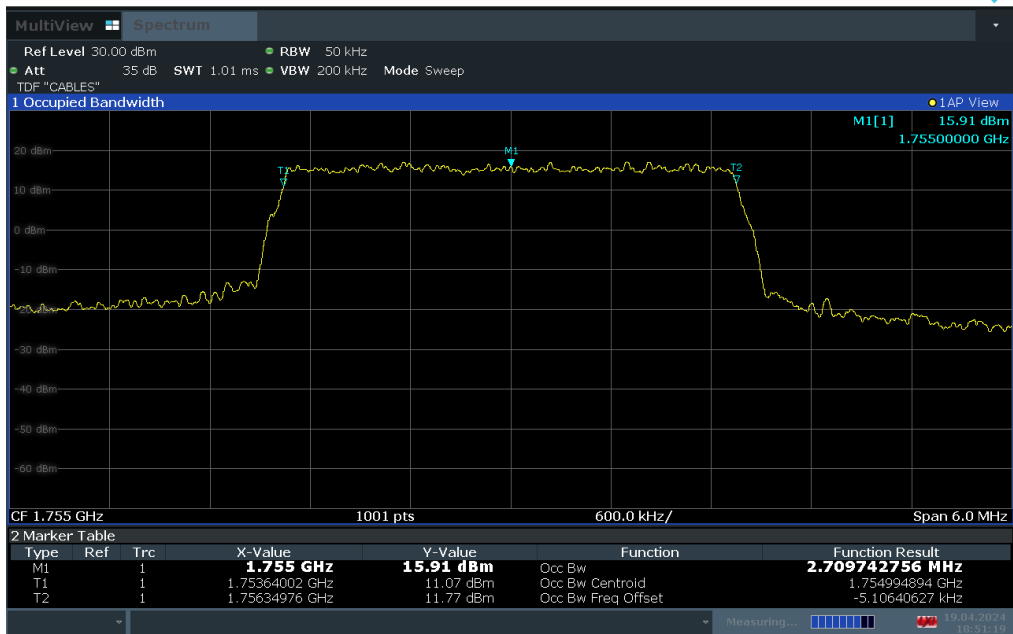 MultiView Spectrum
Ref Level 30.00 dBm RBW 50 kHz
Att 35 dB SWT 1.01 ms VBW 200 kHz Mode Sweep
TDF "CABLES"
1 Occupied Bandwidth 1AP View
M1[1] 15.91 dBm
1.75500000 GHz
M1
20 dBm
T1 T2
10 dBm
0 dBm
-10 dBm
-20 dBm
-30 dBm
-40 dBm
-50 dBm
-60 dBm
CF 1.755 GHz 1001 pts 600.0 kHz/ Span 6.0 MHz
2 Marker Table
Type Ref Trc X-Value Y-Value Function Function Result
M1 1 1.755 GHz 15.91 dBm Occ Bw 2.709742756 MHz
T1 1 1.75364002 GHz 11.07 dBm Occ Bw Centroid 1.754994894 GHz
T2 1 1.75634976 GHz 11.77 dBm Occ Bw Freq Offset -5.10640627 kHz
Measuring... 19.04.2024
18:51:19